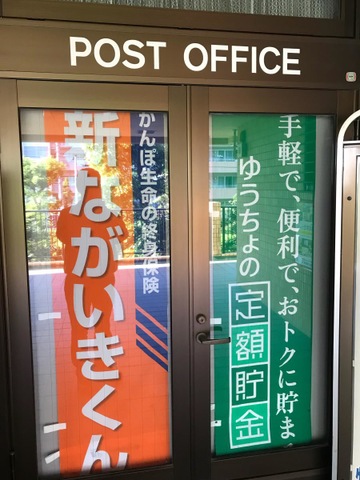 POST OFFICE
かんぽ生命の終身保険
新ながいきくん
手軽で、便利で、おトクに貯ま
ゆうちょの
定額貯金